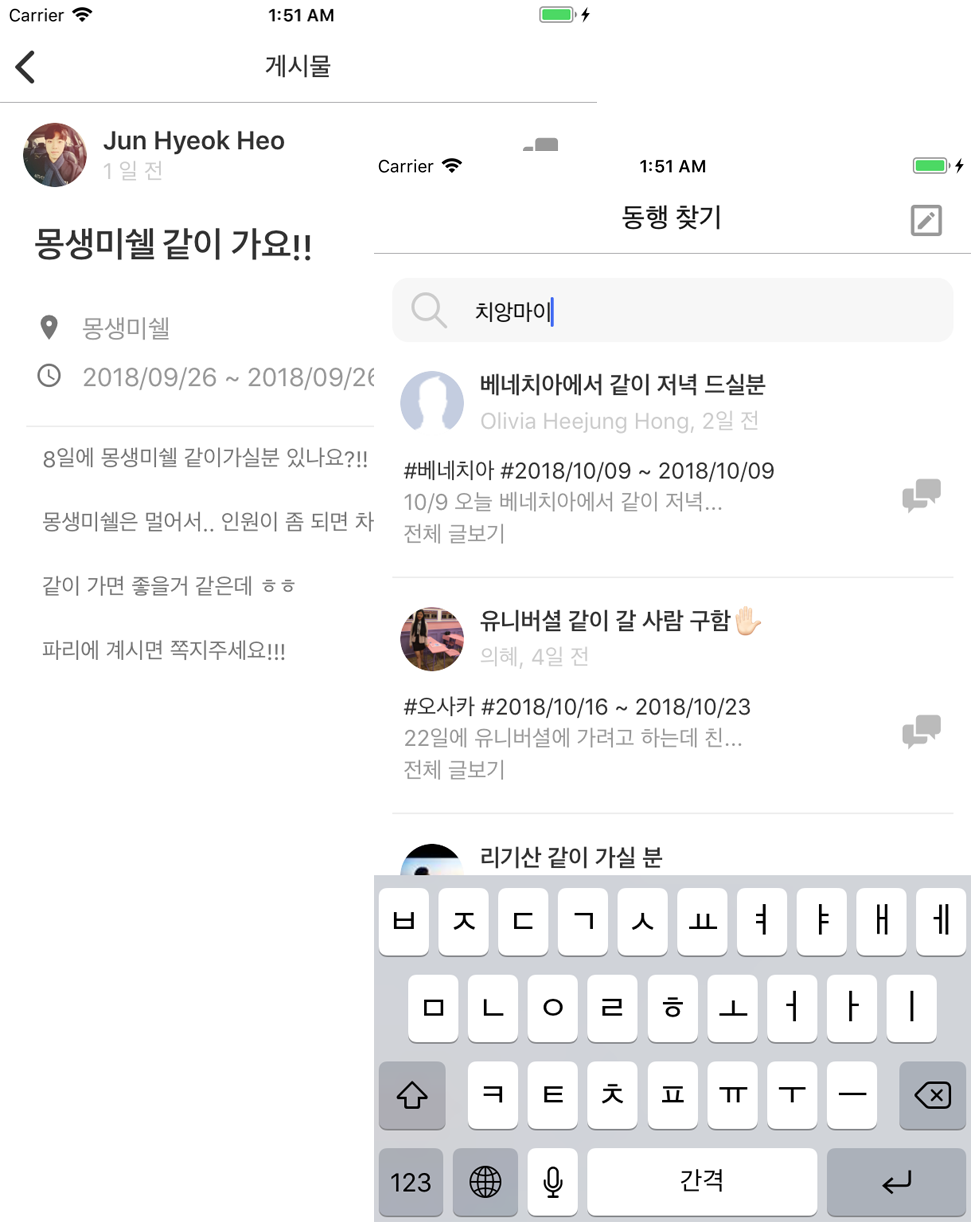 Carrier 1:51 AM
게시물
Jun Hyeok Heo
1 일 전
몽생미쉘 같이 가요!!
몽생미쉘
2018/09/26 ~ 2018/09/26
8일에 몽생미쉘 같이가실분 있나요?!!
몽생미쉘은 멀어서.. 인원이 좀 되면 차
같이 가면 좋을거 같은데 ㅎㅎ
파리에 계시면 쪽지주세요!!!
Carrier 1:51 AM
동행 찾기
치앙마이
베네치아에서 같이 저녁 드실분
Olivia Heejung Hong, 2일 전
#베네치아 #2018/10/09 ~ 2018/10/09
10/9 오늘 베네치아에서 같이 저녁...
전체 글보기
유니버셜 같이 갈 사람 구함✋🏻
의혜, 4일 전
#오사카 #2018/10/16 ~ 2018/10/23
22일에 유니버셜에 가려고 하는데 친...
전체 글보기
리기산 같이 가실 분
ㅂ ㅈ ㄷ ㄱ ㅅ ㅛ ㅕ ㅑ ㅐ ㅔ
ㅁ ㄴ ㅇ ㄹ ㅎ ㅗ ㅓ ㅏ ㅣ
ㅋ ㅌ ㅊ ㅍ ㅠ ㅜ ㅡ
123 간격